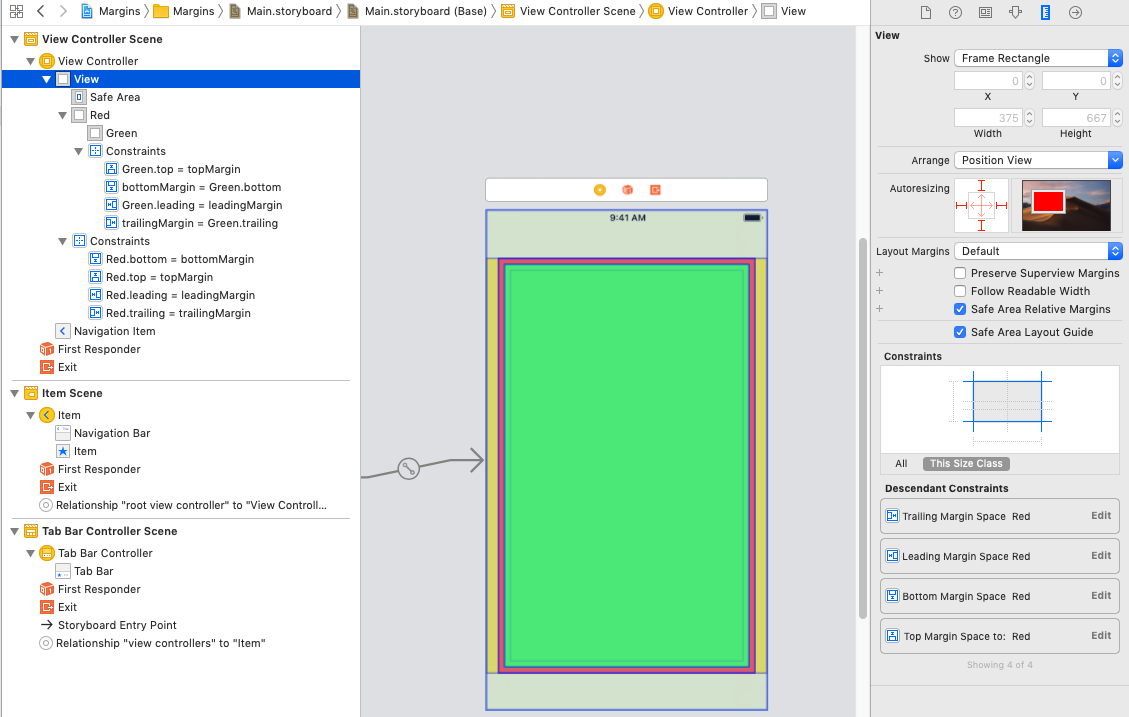 Margins Margins Main.storyboard Main.storyboard (Base) View Controller Scene View Controller View
View Controller Scene
View Controller
View
Safe Area
Red
Green
Constraints
Green.top = topMargin
bottomMargin = Green.bottom
Green.leading = leadingMargin
trailingMargin = Green.trailing
Constraints
Red.bottom = bottomMargin
Red.top = topMargin
Red.leading = leadingMargin
Red.trailing = trailingMargin
Navigation Item
First Responder
Exit
Item Scene
Item
Navigation Bar
Item
First Responder
Exit
Relationship "root view controller" to "View Controll...
Tab Bar Controller Scene
Tab Bar Controller
Tab Bar
First Responder
Exit
Storyboard Entry Point
Relationship "view controllers" to "Item"
9:41 AM
View
Show Frame Rectangle
0 0
X Y
375 667
Width Height
Arrange Position View
Autoresizing
Layout Margins Default
Preserve Superview Margins
Follow Readable Width
Safe Area Relative Margins
Safe Area Layout Guide
Constraints
All This Size Class
Descendant Constraints
Trailing Margin Space Red Edit
Leading Margin Space Red Edit
Bottom Margin Space Red Edit
Top Margin Space to: Red Edit
Showing 4 of 4